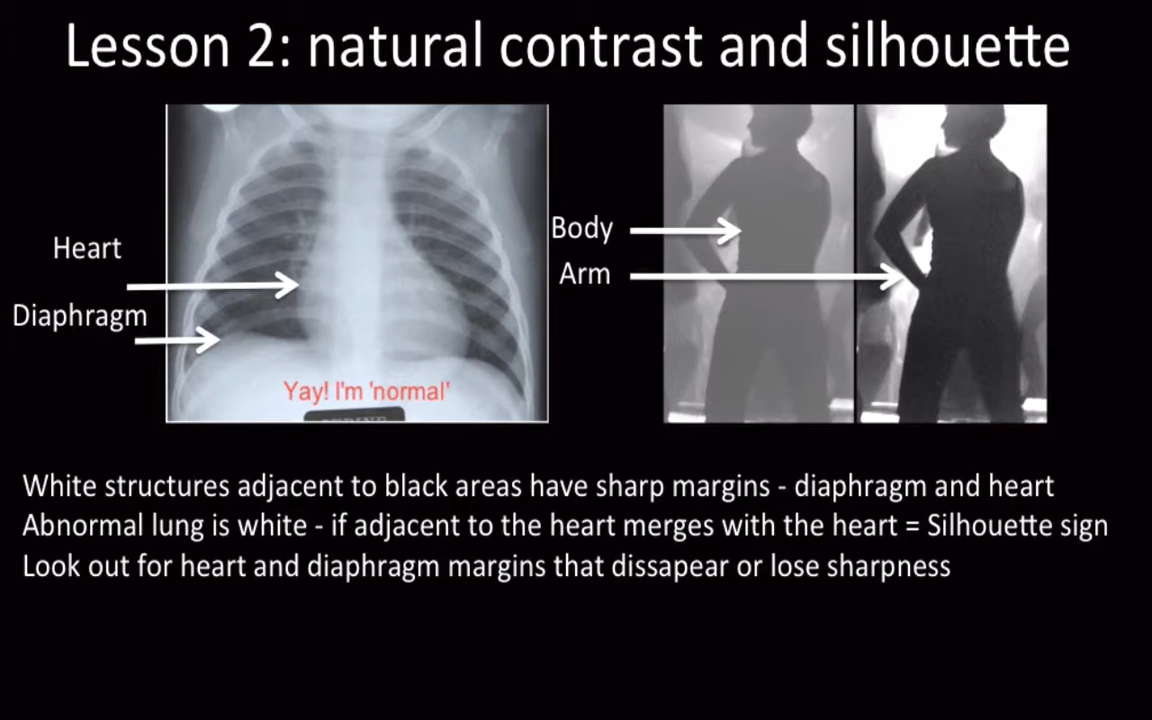 Lesson 2: natural contrast and silhouette
Heart
Diaphragm
Body
Arm
Yay! I'm 'normal'
White structures adjacent to black areas have sharp margins - diaphragm and heart
Abnormal lung is white - if adjacent to the heart merges with the heart = Silhouette sign
Look out for heart and diaphragm margins that dissapear or lose sharpness